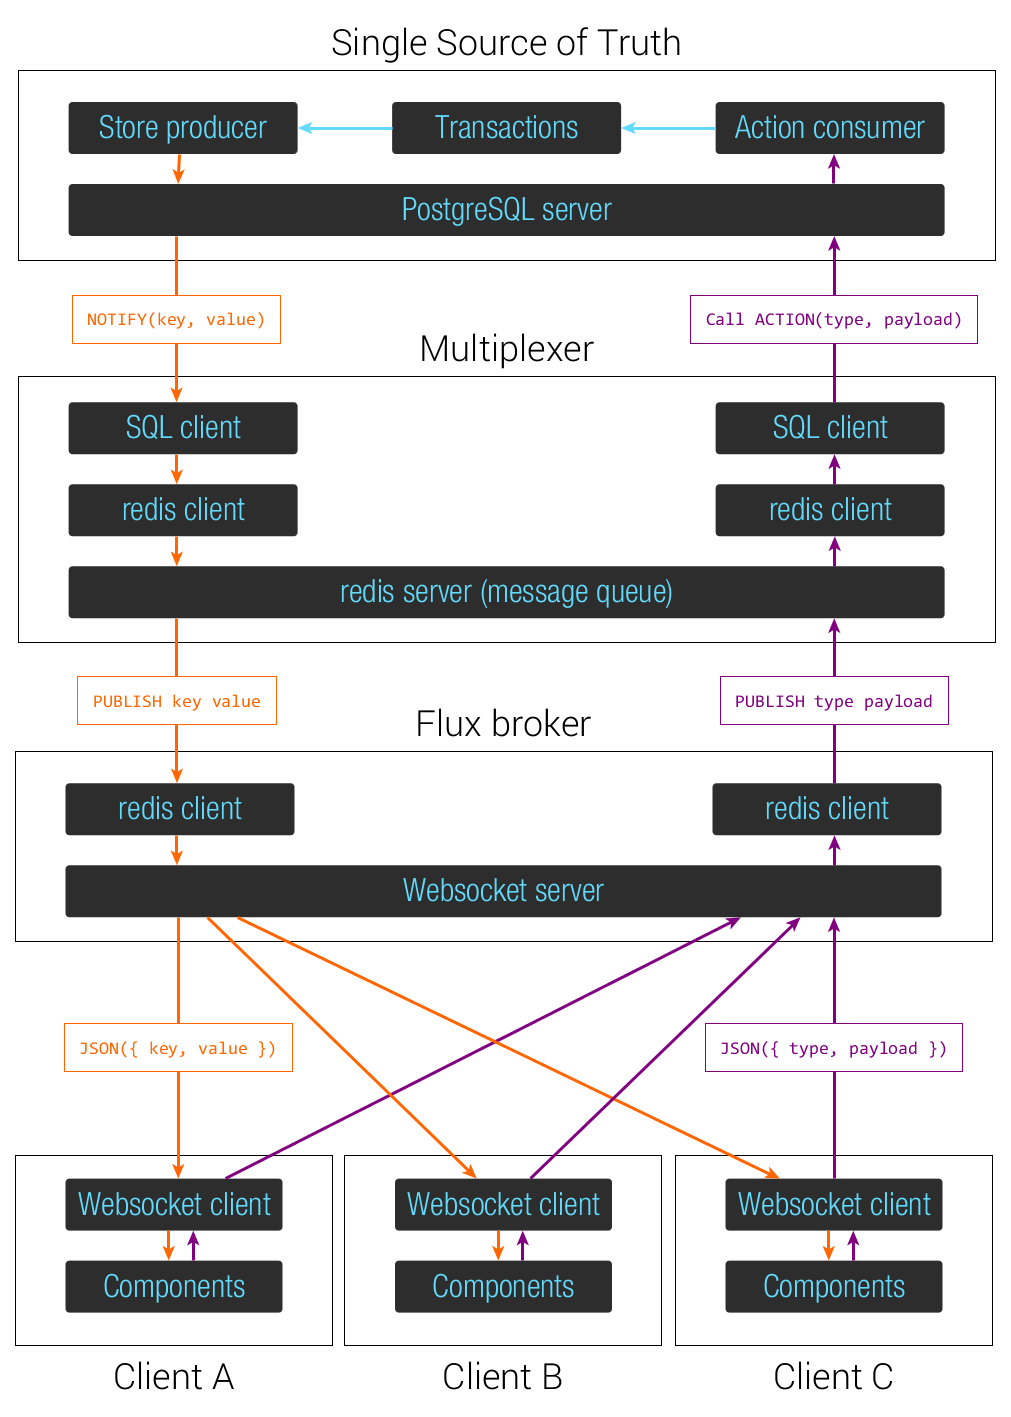 Single Source of Truth
Store producer
Transactions
Action consumer
PostgreSQL server
NOTIFY(key, value)
Call ACTION(type, payload)
Multiplexer
SQL client
SQL client
redis client
redis client
redis server (message queue)
PUBLISH key value
PUBLISH type payload
Flux broker
redis client
redis client
Websocket server
JSON({ key, value })
JSON({ type, payload })
Websocket client
Websocket client
Websocket client
Components
Components
Components
Client A
Client B
Client C